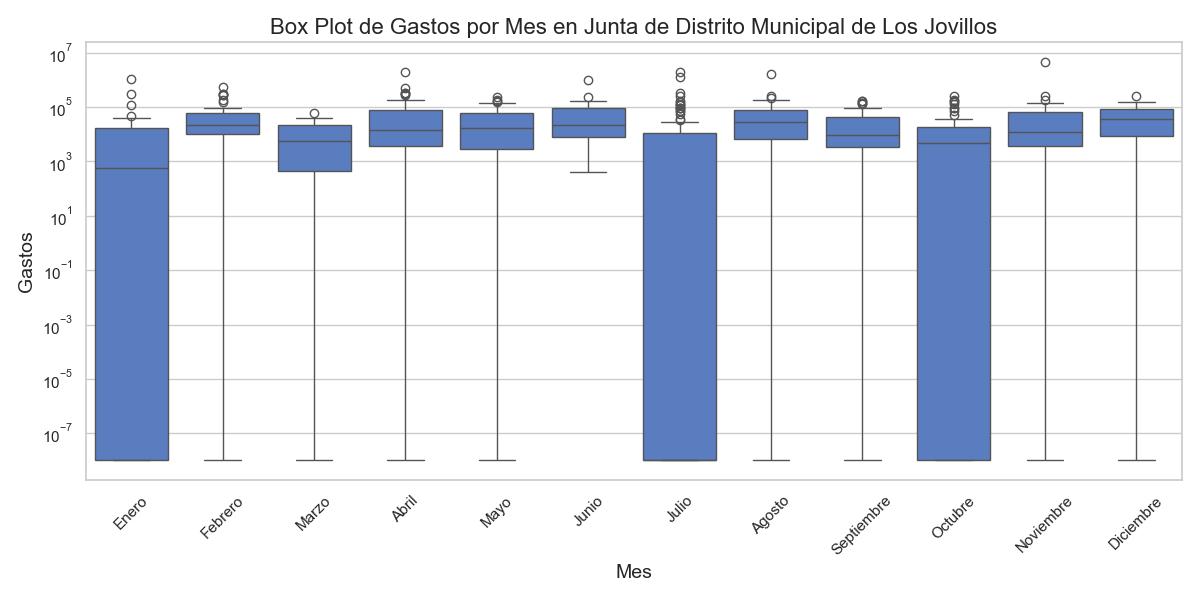 Box Plot de Gastos por Mes en Junta de Distrito Municipal de Los Jovillos
10^7
10^5
10^3
10^1
10^−1
10^−3
10^−5
10^−7
Gastos
Enero
Febrero
Marzo
Abril
Mayo
Junio
Julio
Agosto
Septiembre
Octubre
Noviembre
Diciembre
Mes